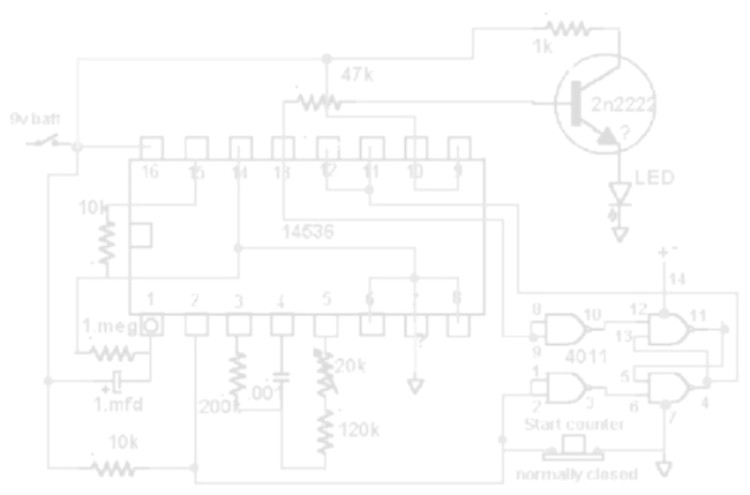 1k
47k
2n2222
?
9v batt
16 15 14 13 12 11 10 9
LED
10k
14536
+ -
14
1 2 3 4 5 6 7 8
?
8 10 12 11
9 13
4011
1.meg
20k
.001
1 5
200k
2 3 6 4
7
+
1.mfd
120k
Start counter
10k
normally closed